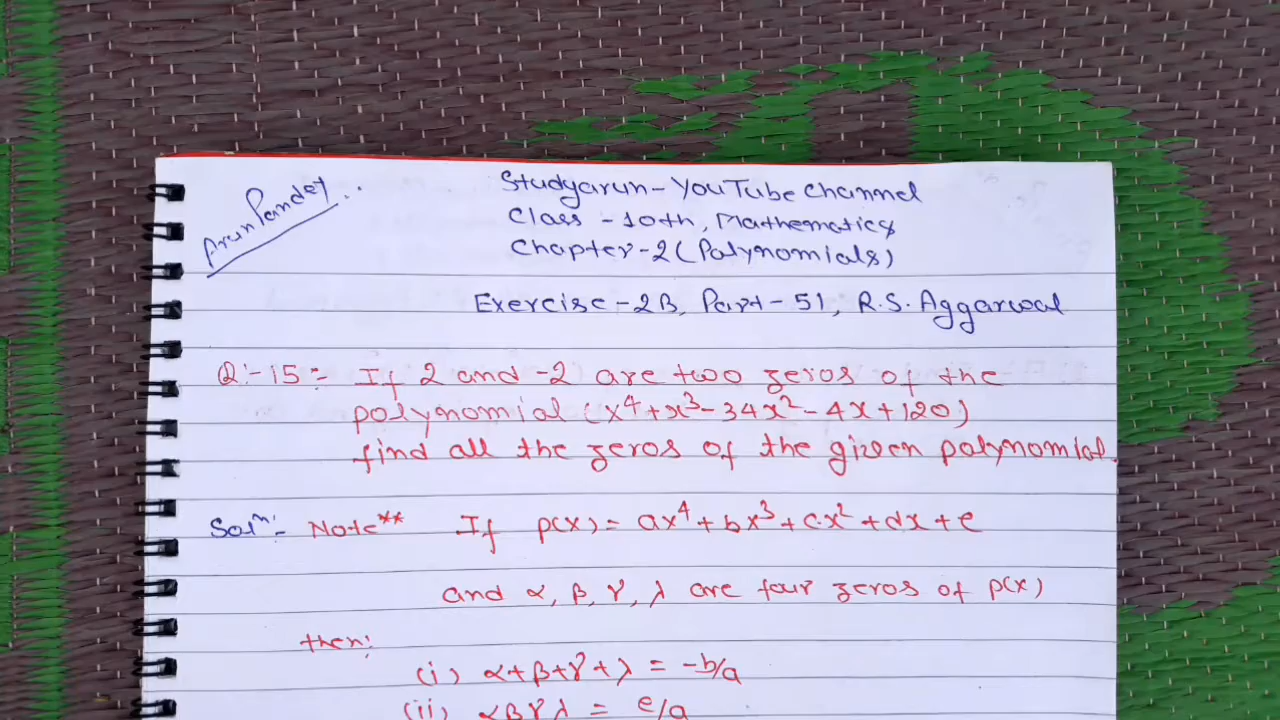 Arun Pandey.
Studyarun - YouTube Channel
Class - 10th, Mathematics
Chapter - 2 (Polynomials)
Exercise - 2B, Part - 51, R.S. Aggarwal
Q:- 15:- If 2 and -2 are two zeros of the
polynomial (x⁴+x³-34x²-4x+120)
find all the zeros of the given polynomial.
Solⁿ:- Note** If p(x) = ax⁴+bx³+cx²+dx+e
and α, β, γ, λ are four zeros of p(x)
then:
(i) α+β+γ+λ = -b/a
(ii) αβγλ = e/a